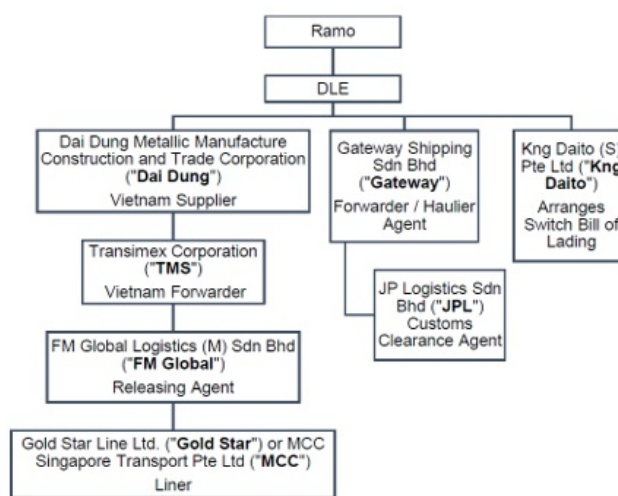 Ramo
DLE
Dai Dung Metallic Manufacture
Construction and Trade Corporation
("Dai Dung")
Vietnam Supplier
Gateway Shipping
Sdn Bhd
("Gateway")
Forwarder / Haulier
Agent
Kng Daito (S)
Pte Ltd ("Kng
Daito")
Arranges
Switch Bill of
Lading
Transimex Corporation
("TMS")
Vietnam Forwarder
JP Logistics Sdn
Bhd ("JPL")
Customs
Clearance Agent
FM Global Logistics (M) Sdn Bhd
("FM Global")
Releasing Agent
Gold Star Line Ltd. ("Gold Star") or MCC
Singapore Transport Pte Ltd ("MCC")
Liner